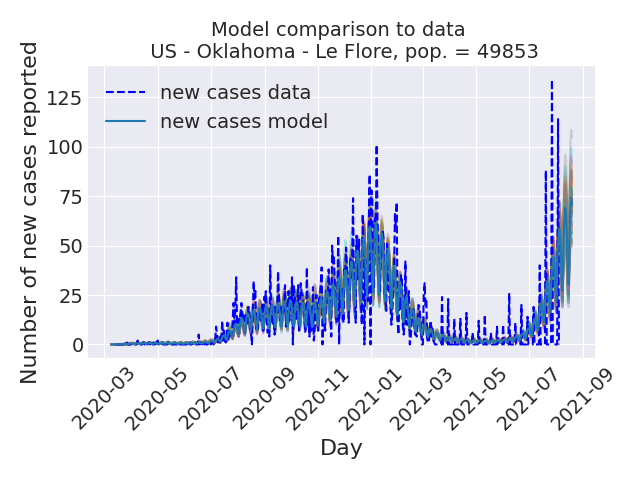 Model comparison to data
US - Oklahoma - Le Flore, pop. = 49853
Number of new cases reported
new cases data
new cases model
125
100
75
50
25
0
2020-03
2020-05
2020-07
2020-09
2020-11
2021-01
2021-03
2021-05
2021-07
2021-09
Day